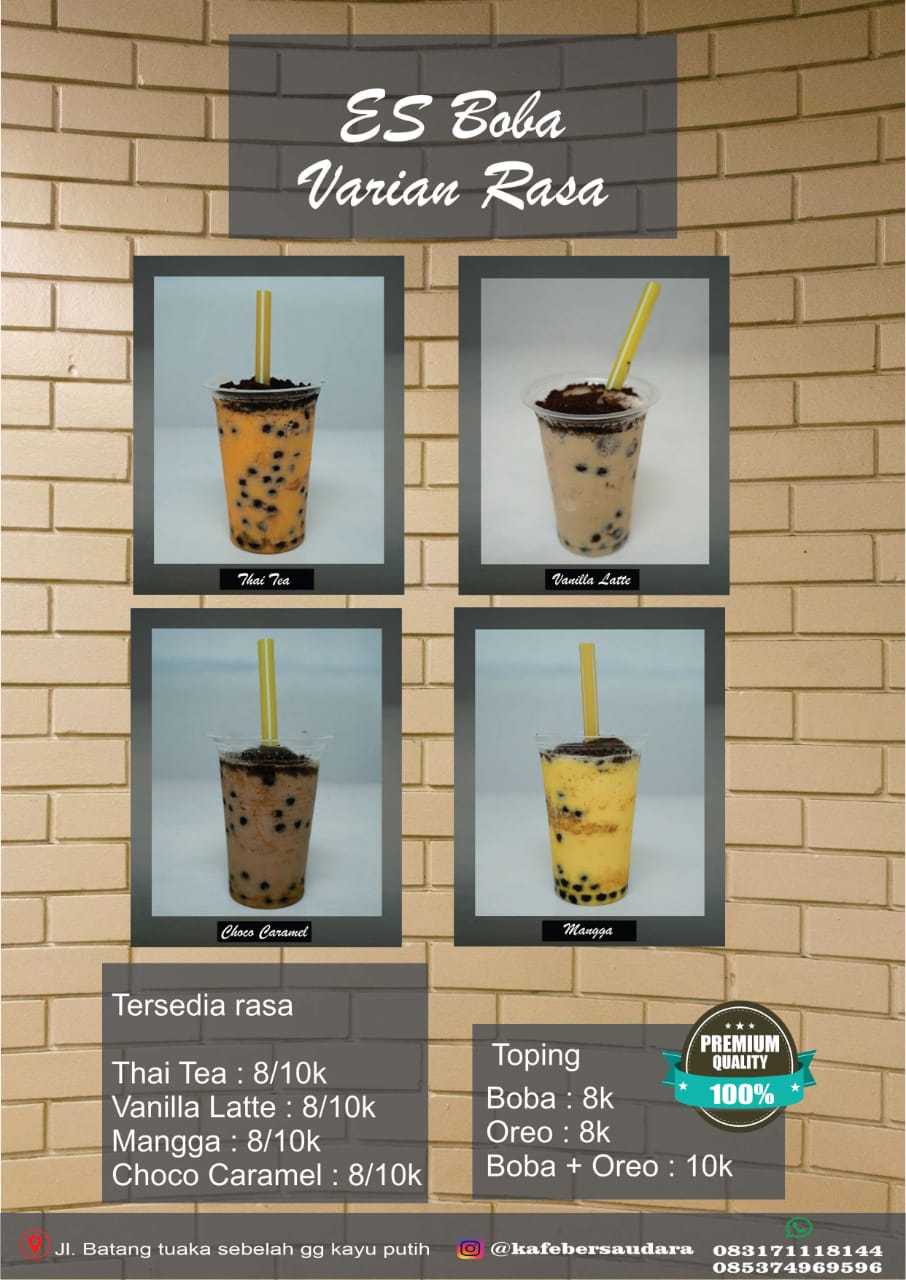 ES Boba
Varian Rasa
Thai Tea
Vanilla Latte
Choco Caramel
Mangga
Tersedia rasa
Thai Tea : 8/10k
Vanilla Latte : 8/10k
Mangga : 8/10k
Choco Caramel : 8/10k
Toping
Boba : 8k
Oreo : 8k
Boba + Oreo : 10k
PREMIUM
QUALITY
100%
Jl. Batang tuaka sebelah gg kayu putih
@kafebersaudara
083171118144
085374969596